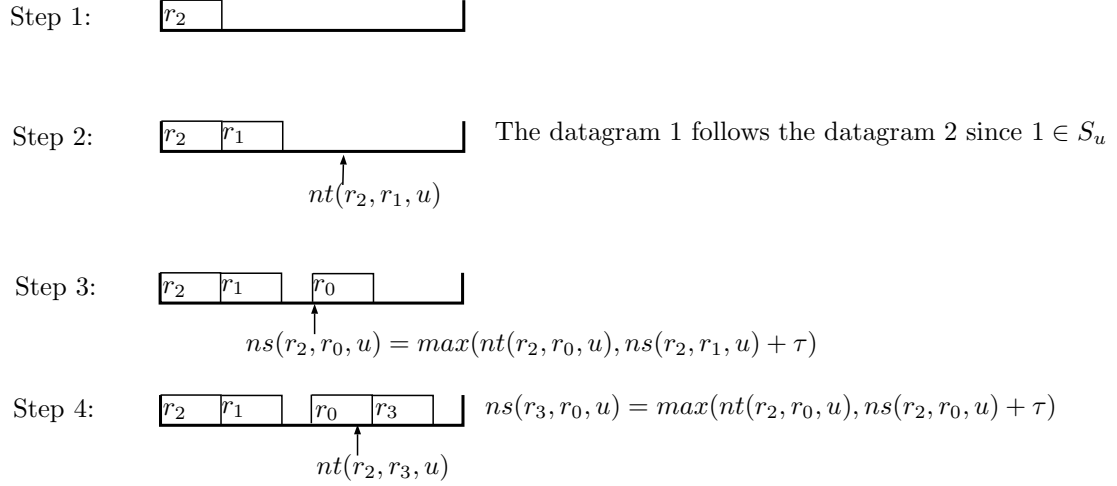 Step 1:
r₂
Step 2:
r₂ r₁
The datagram 1 follows the datagram 2 since 1 ∈ Sᵤ
nt(r₂, r₁, u)
Step 3:
r₂ r₁ r₀
ns(r₂, r₀, u) = max(nt(r₂, r₀, u), ns(r₂, r₁, u) + τ)
Step 4:
r₂ r₁ r₀ r₃
ns(r₃, r₀, u) = max(nt(r₂, r₀, u), ns(r₂, r₀, u) + τ)
nt(r₂, r₃, u)